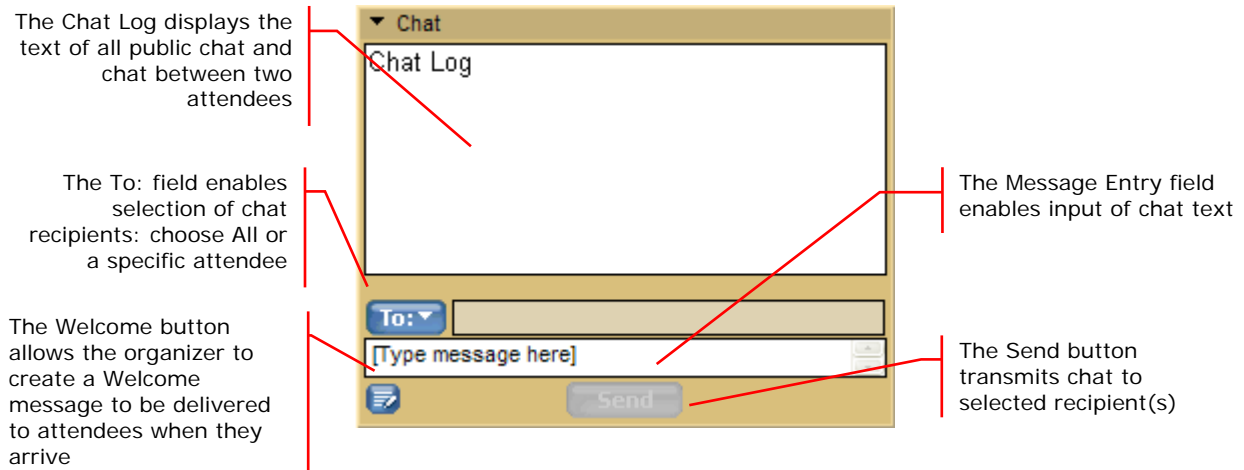 The Chat Log displays the
text of all public chat and
chat between two
attendees
The To: field enables
selection of chat
recipients: choose All or
a specific attendee
The Welcome button
allows the organizer to
create a Welcome
message to be delivered
to attendees when they
arrive
Chat
Chat Log
To:
[Type message here]
Send
The Message Entry field
enables input of chat text
The Send button
transmits chat to
selected recipient(s)